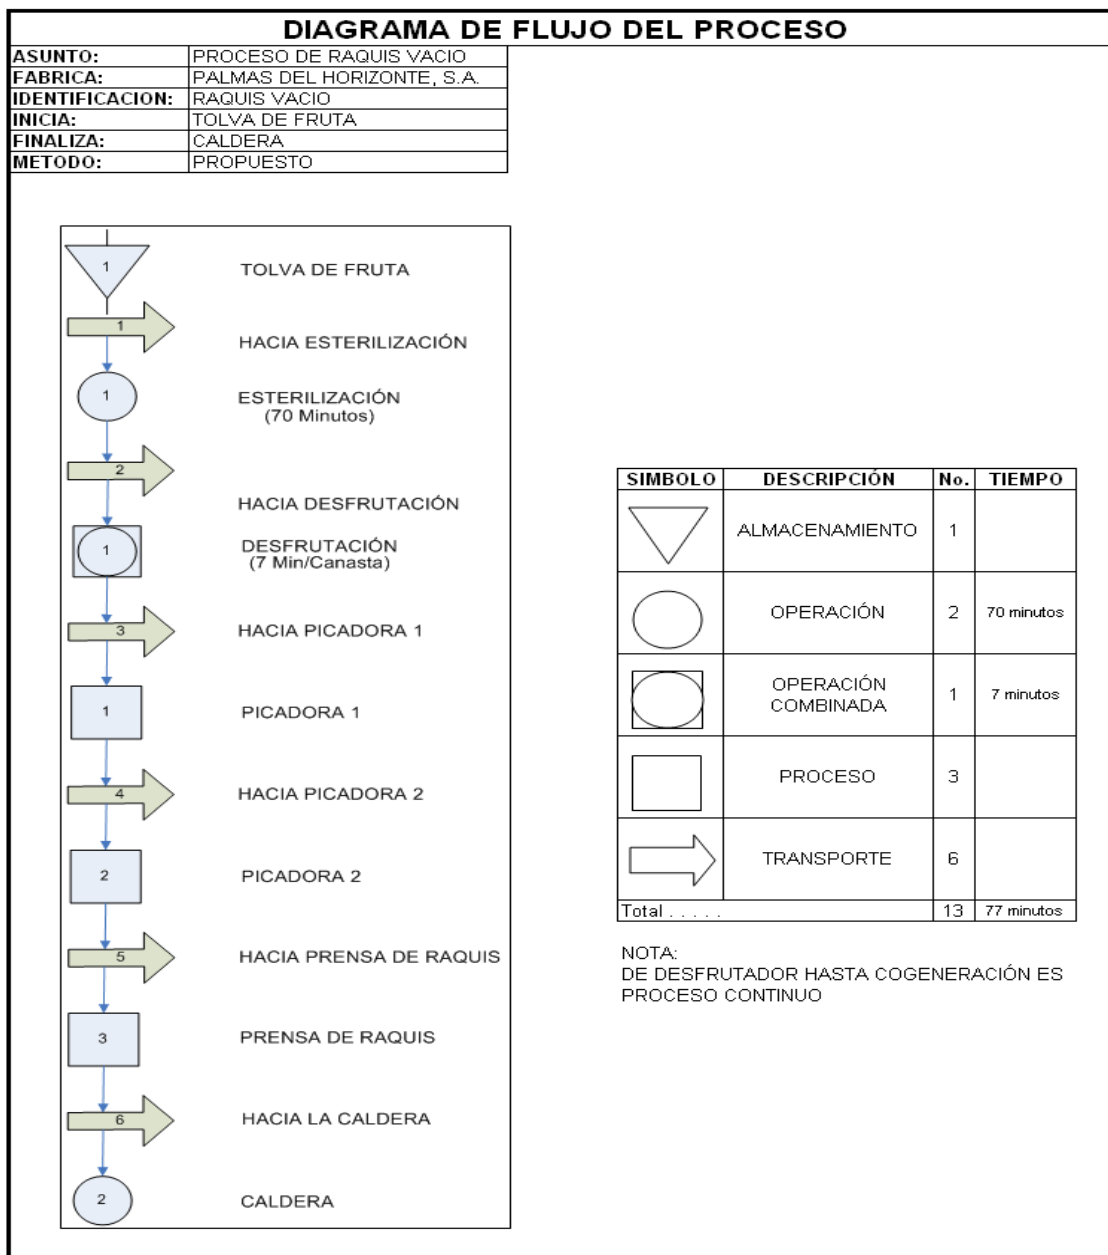 DIAGRAMA DE FLUJO DEL PROCESO
ASUNTO: PROCESO DE RAQUIS VACIO
FABRICA: PALMAS DEL HORIZONTE, S.A.
IDENTIFICACION: RAQUIS VACIO
INICIA: TOLVA DE FRUTA
FINALIZA: CALDERA
METODO: PROPUESTO
1 TOLVA DE FRUTA
1
HACIA ESTERILIZACIÓN
1 ESTERILIZACIÓN
(70 Minutos)
2
HACIA DESFRUTACIÓN
1 DESFRUTACIÓN
(7 Min/Canasta)
3 HACIA PICADORA 1
1 PICADORA 1
4 HACIA PICADORA 2
2 PICADORA 2
5 HACIA PRENSA DE RAQUIS
3 PRENSA DE RAQUIS
6 HACIA LA CALDERA
2 CALDERA
SIMBOLO DESCRIPCIÓN No. TIEMPO
ALMACENAMIENTO 1
OPERACIÓN 2 70 minutos
OPERACIÓN
COMBINADA 1 7 minutos
PROCESO 3
TRANSPORTE 6
Total . . . . . 13 77 minutos
NOTA:
DE DESFRUTADOR HASTA COGENERACIÓN ES
PROCESO CONTINUO